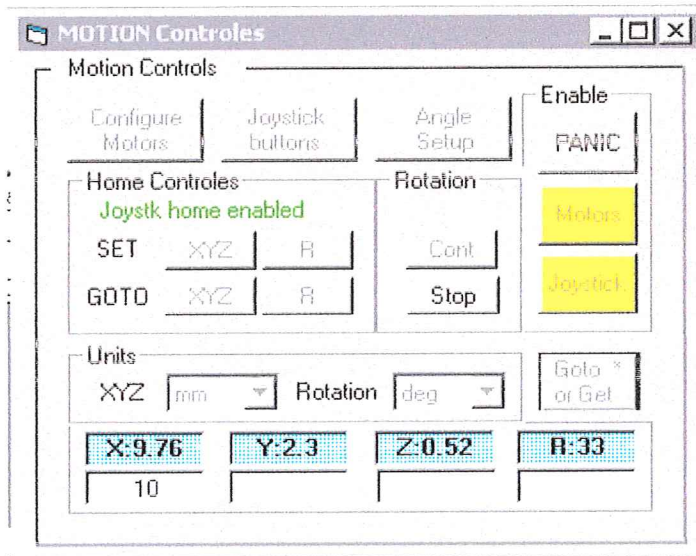 MOTION Controles
Motion Controls
Configure Motors
Joystick buttons
Angle Setup
Enable
PANIC
Home Controles
Joystk home enabled
SET XYZ R
GOTO XYZ R
Rotation
Cont
Stop
Motors
Joystick
Units
XYZ mm Rotation deg
Goto *
or Get
X:9.76 Y:2.3 Z:0.52 R:33
10